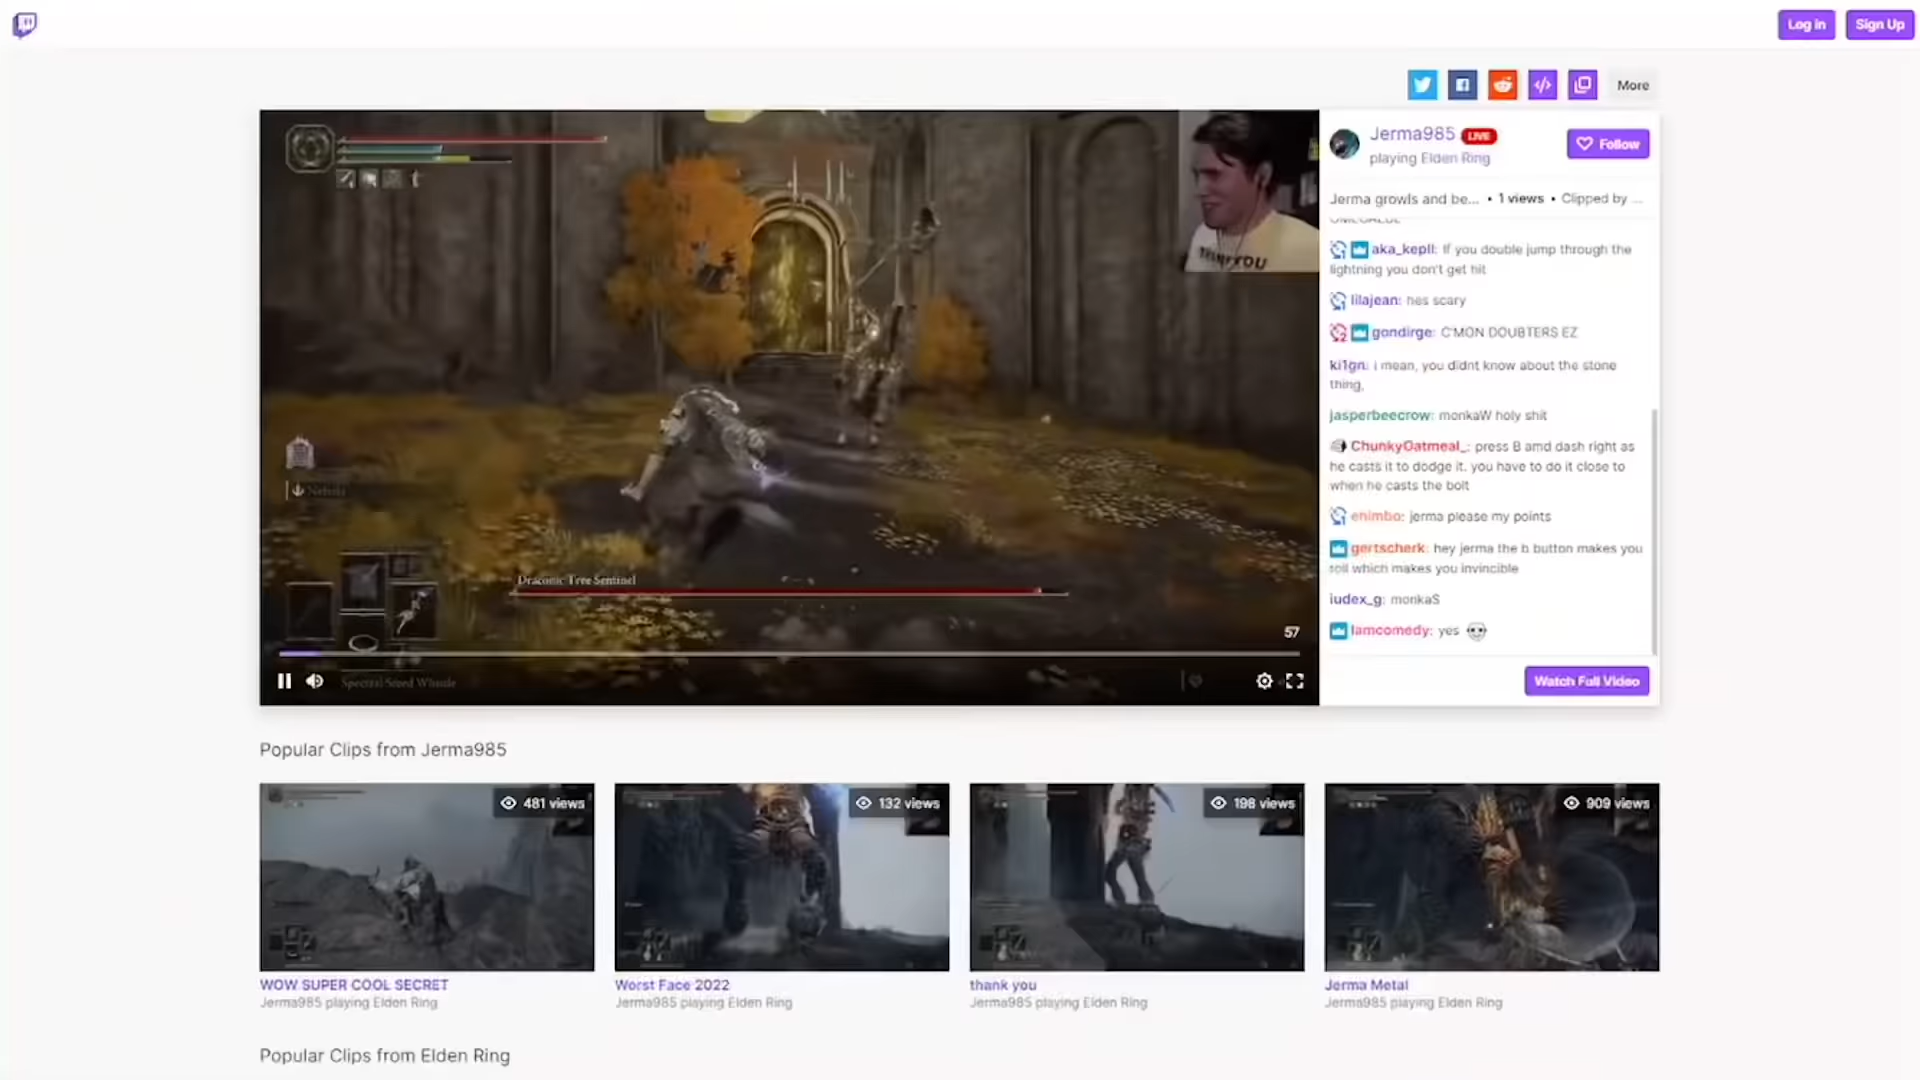 Log in
Sign Up
More
Jerma985 LIVE
Follow
playing Elden Ring
Jerma growls and be... • 1 views • Clipped by ...
aka_kepll: If you double jump through the
lightning you don't get hit
lilajean: hes scary
gondirge: C'MON DOUBTERS EZ
ki1gn: i mean, you didnt know about the stone
thing,
jasperbeecrow: monkaW holy shit
ChunkyOatmeal_: press B amd dash right as
he casts it to dodge it. you have to do it close to
when he casts the bolt
enimbo: jerma please my points
gertscherk: hey jerma the b button makes you
roll which makes you invincible
iudex_g: monkaS
Iamcomedy: yes
Watch Full Video
Draconic Tree Sentinel
57
Popular Clips from Jerma985
481 views
132 views
198 views
909 views
WOW SUPER COOL SECRET
Jerma985 playing Elden Ring
Worst Face 2022
Jerma985 playing Elden Ring
thank you
Jerma985 playing Elden Ring
Jerma Metal
Jerma985 playing Elden Ring
Popular Clips from Elden Ring